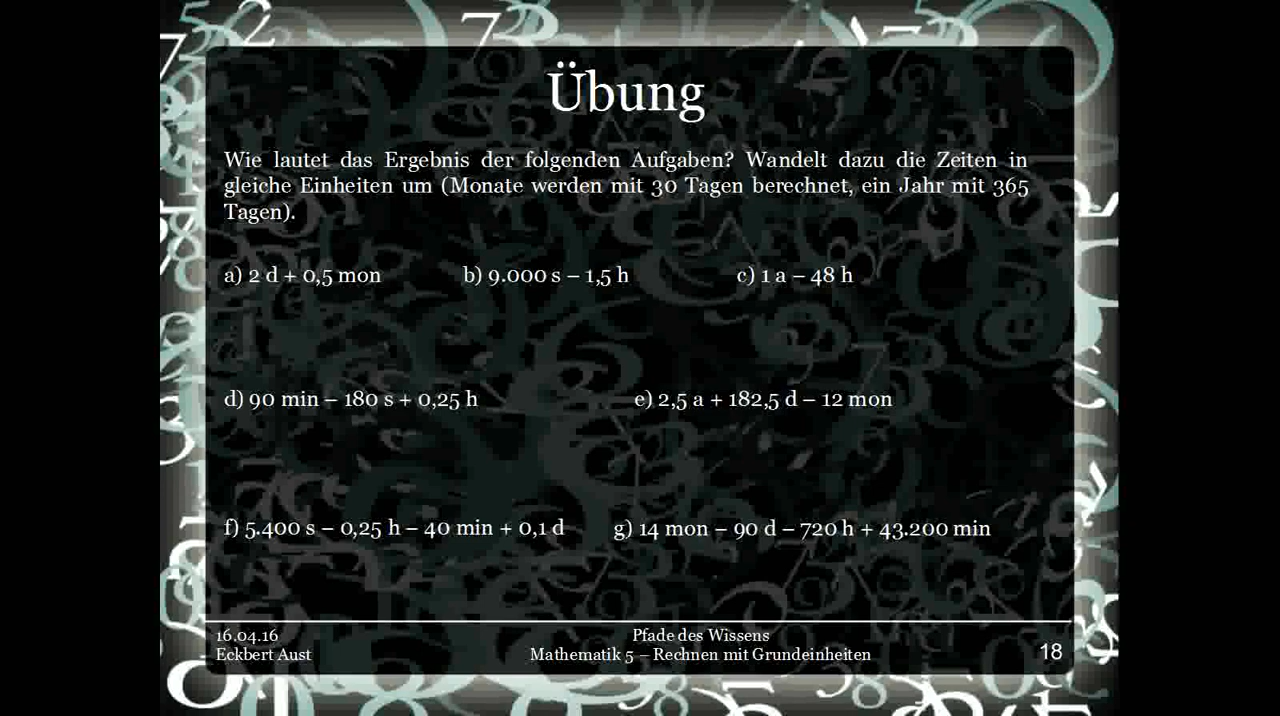 Übung
Wie lautet das Ergebnis der folgenden Aufgaben? Wandelt dazu die Zeiten in
gleiche Einheiten um (Monate werden mit 30 Tagen berechnet, ein Jahr mit 365
Tagen).
a) 2 d + 0,5 mon b) 9.000 s – 1,5 h c) 1 a – 48 h
d) 90 min – 180 s + 0,25 h e) 2,5 a + 182,5 d – 12 mon
f) 5.400 s – 0,25 h – 40 min + 0,1 d g) 14 mon – 90 d – 720 h + 43.200 min
16.04.16 Pfade des Wissens
Eckbert Aust Mathematik 5 – Rechnen mit Grundeinheiten 18